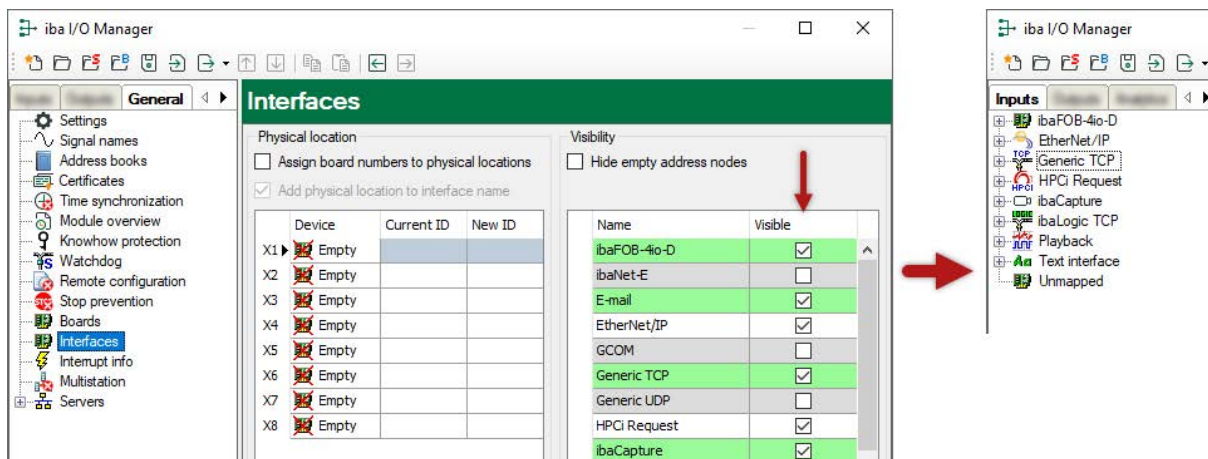 iba I/O Manager
General
Settings
Signal names
Address books
Certificates
Time synchronization
Module overview
Knowhow protection
Watchdog
Remote configuration
Stop prevention
Boards
Interfaces
Interrupt info
Multistation
Servers
Interfaces
Physical location
Assign board numbers to physical locations
Add physical location to interface name
Device Current ID New ID
X1 Empty
X2 Empty
X3 Empty
X4 Empty
X5 Empty
X6 Empty
X7 Empty
X8 Empty
Visibility
Hide empty address nodes
Name Visible
ibaFOB-4io-D
ibaNet-E
E-mail
EtherNet/IP
GCOM
Generic TCP
Generic UDP
HPCi Request
ibaCapture
iba I/O Manager
Inputs
ibaFOB-4io-D
EtherNet/IP
TCP Generic TCP
HPCi HPCi Request
ibaCapture
LOGIC TCP ibaLogic TCP
Playback
Aa Text interface
Unmapped